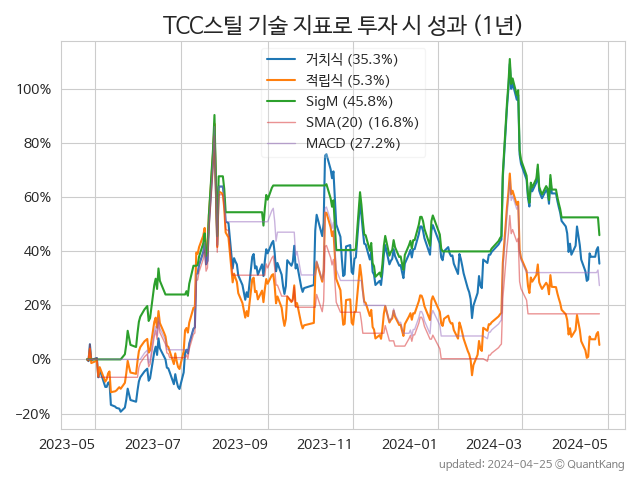 TCC스틸 기술 지표로 투자 시 성과 (1년)
거치식 (35.3%)
적립식 (5.3%)
SigM (45.8%)
SMA(20) (16.8%)
MACD (27.2%)
100%
80%
60%
40%
20%
0%
−20%
2023-05 2023-07 2023-09 2023-11 2024-01 2024-03 2024-05
updated: 2024-04-25 © QuantKang